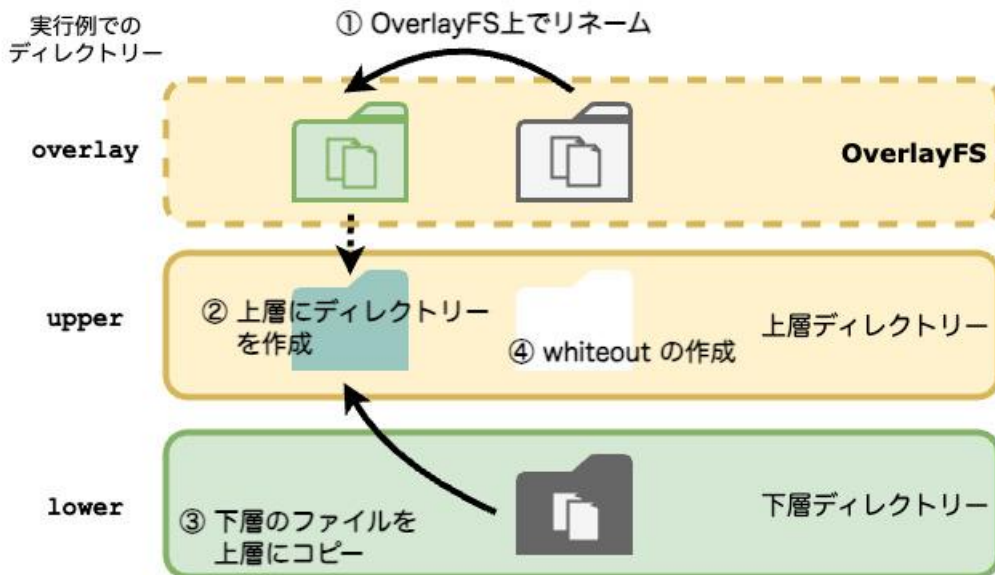 実行例での
ディレクトリー
① OverlayFS上でリネーム
overlay
OverlayFS
upper
② 上層にディレクトリー
を作成
④ whiteout の作成
上層ディレクトリー
lower
③ 下層のファイルを
上層にコピー
下層ディレクトリー